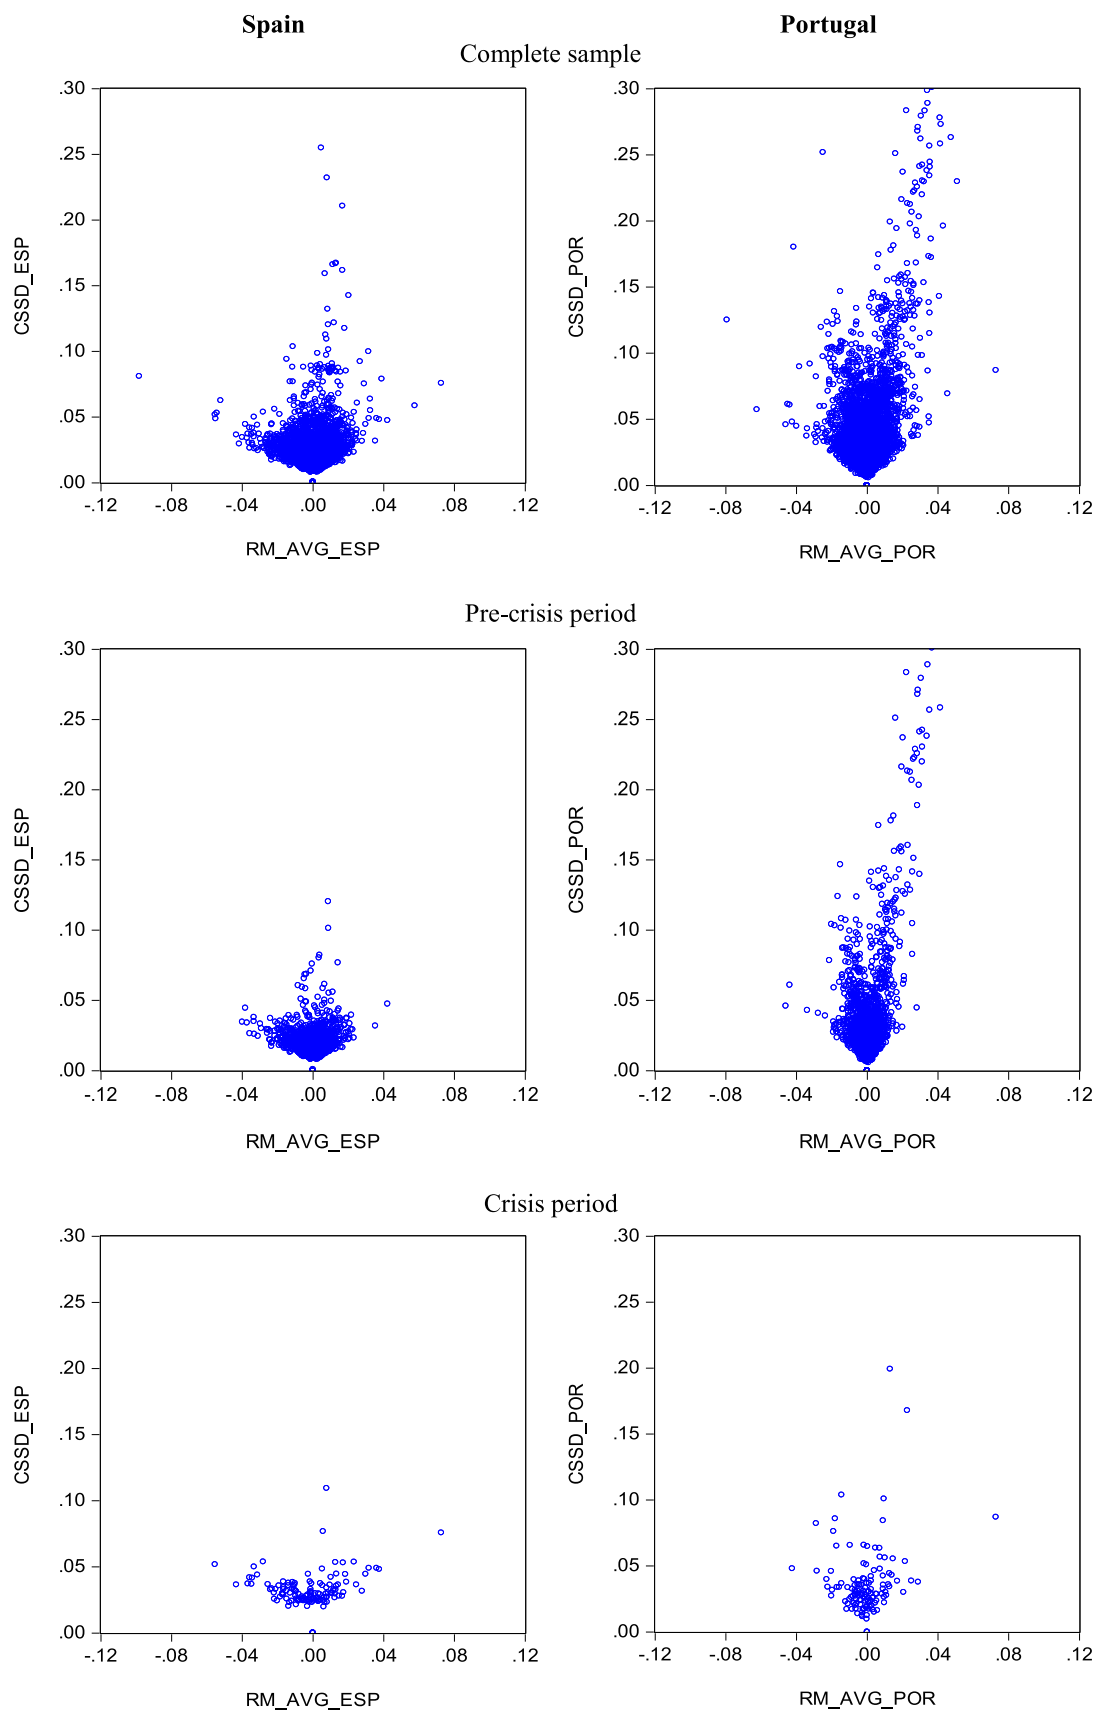 Spain Portugal
Complete sample
.30 .30
.25 .25
.20 .20
.15 .15
.10 .10
.05 .05
.00 .00
CSSD_ESP CSSD_POR
-.12 -.08 -.04 .00 .04 .08 .12 -.12 -.08 -.04 .00 .04 .08 .12
RM_AVG_ESP RM_AVG_POR
Pre-crisis period
.30 .30
.25 .25
.20 .20
.15 .15
.10 .10
.05 .05
.00 .00
CSSD_ESP CSSD_POR
-.12 -.08 -.04 .00 .04 .08 .12 -.12 -.08 -.04 .00 .04 .08 .12
RM_AVG_ESP RM_AVG_POR
Crisis period
.30 .30
.25 .25
.20 .20
.15 .15
.10 .10
.05 .05
.00 .00
CSSD_ESP CSSD_POR
-.12 -.08 -.04 .00 .04 .08 .12 -.12 -.08 -.04 .00 .04 .08 .12
RM_AVG_ESP RM_AVG_POR